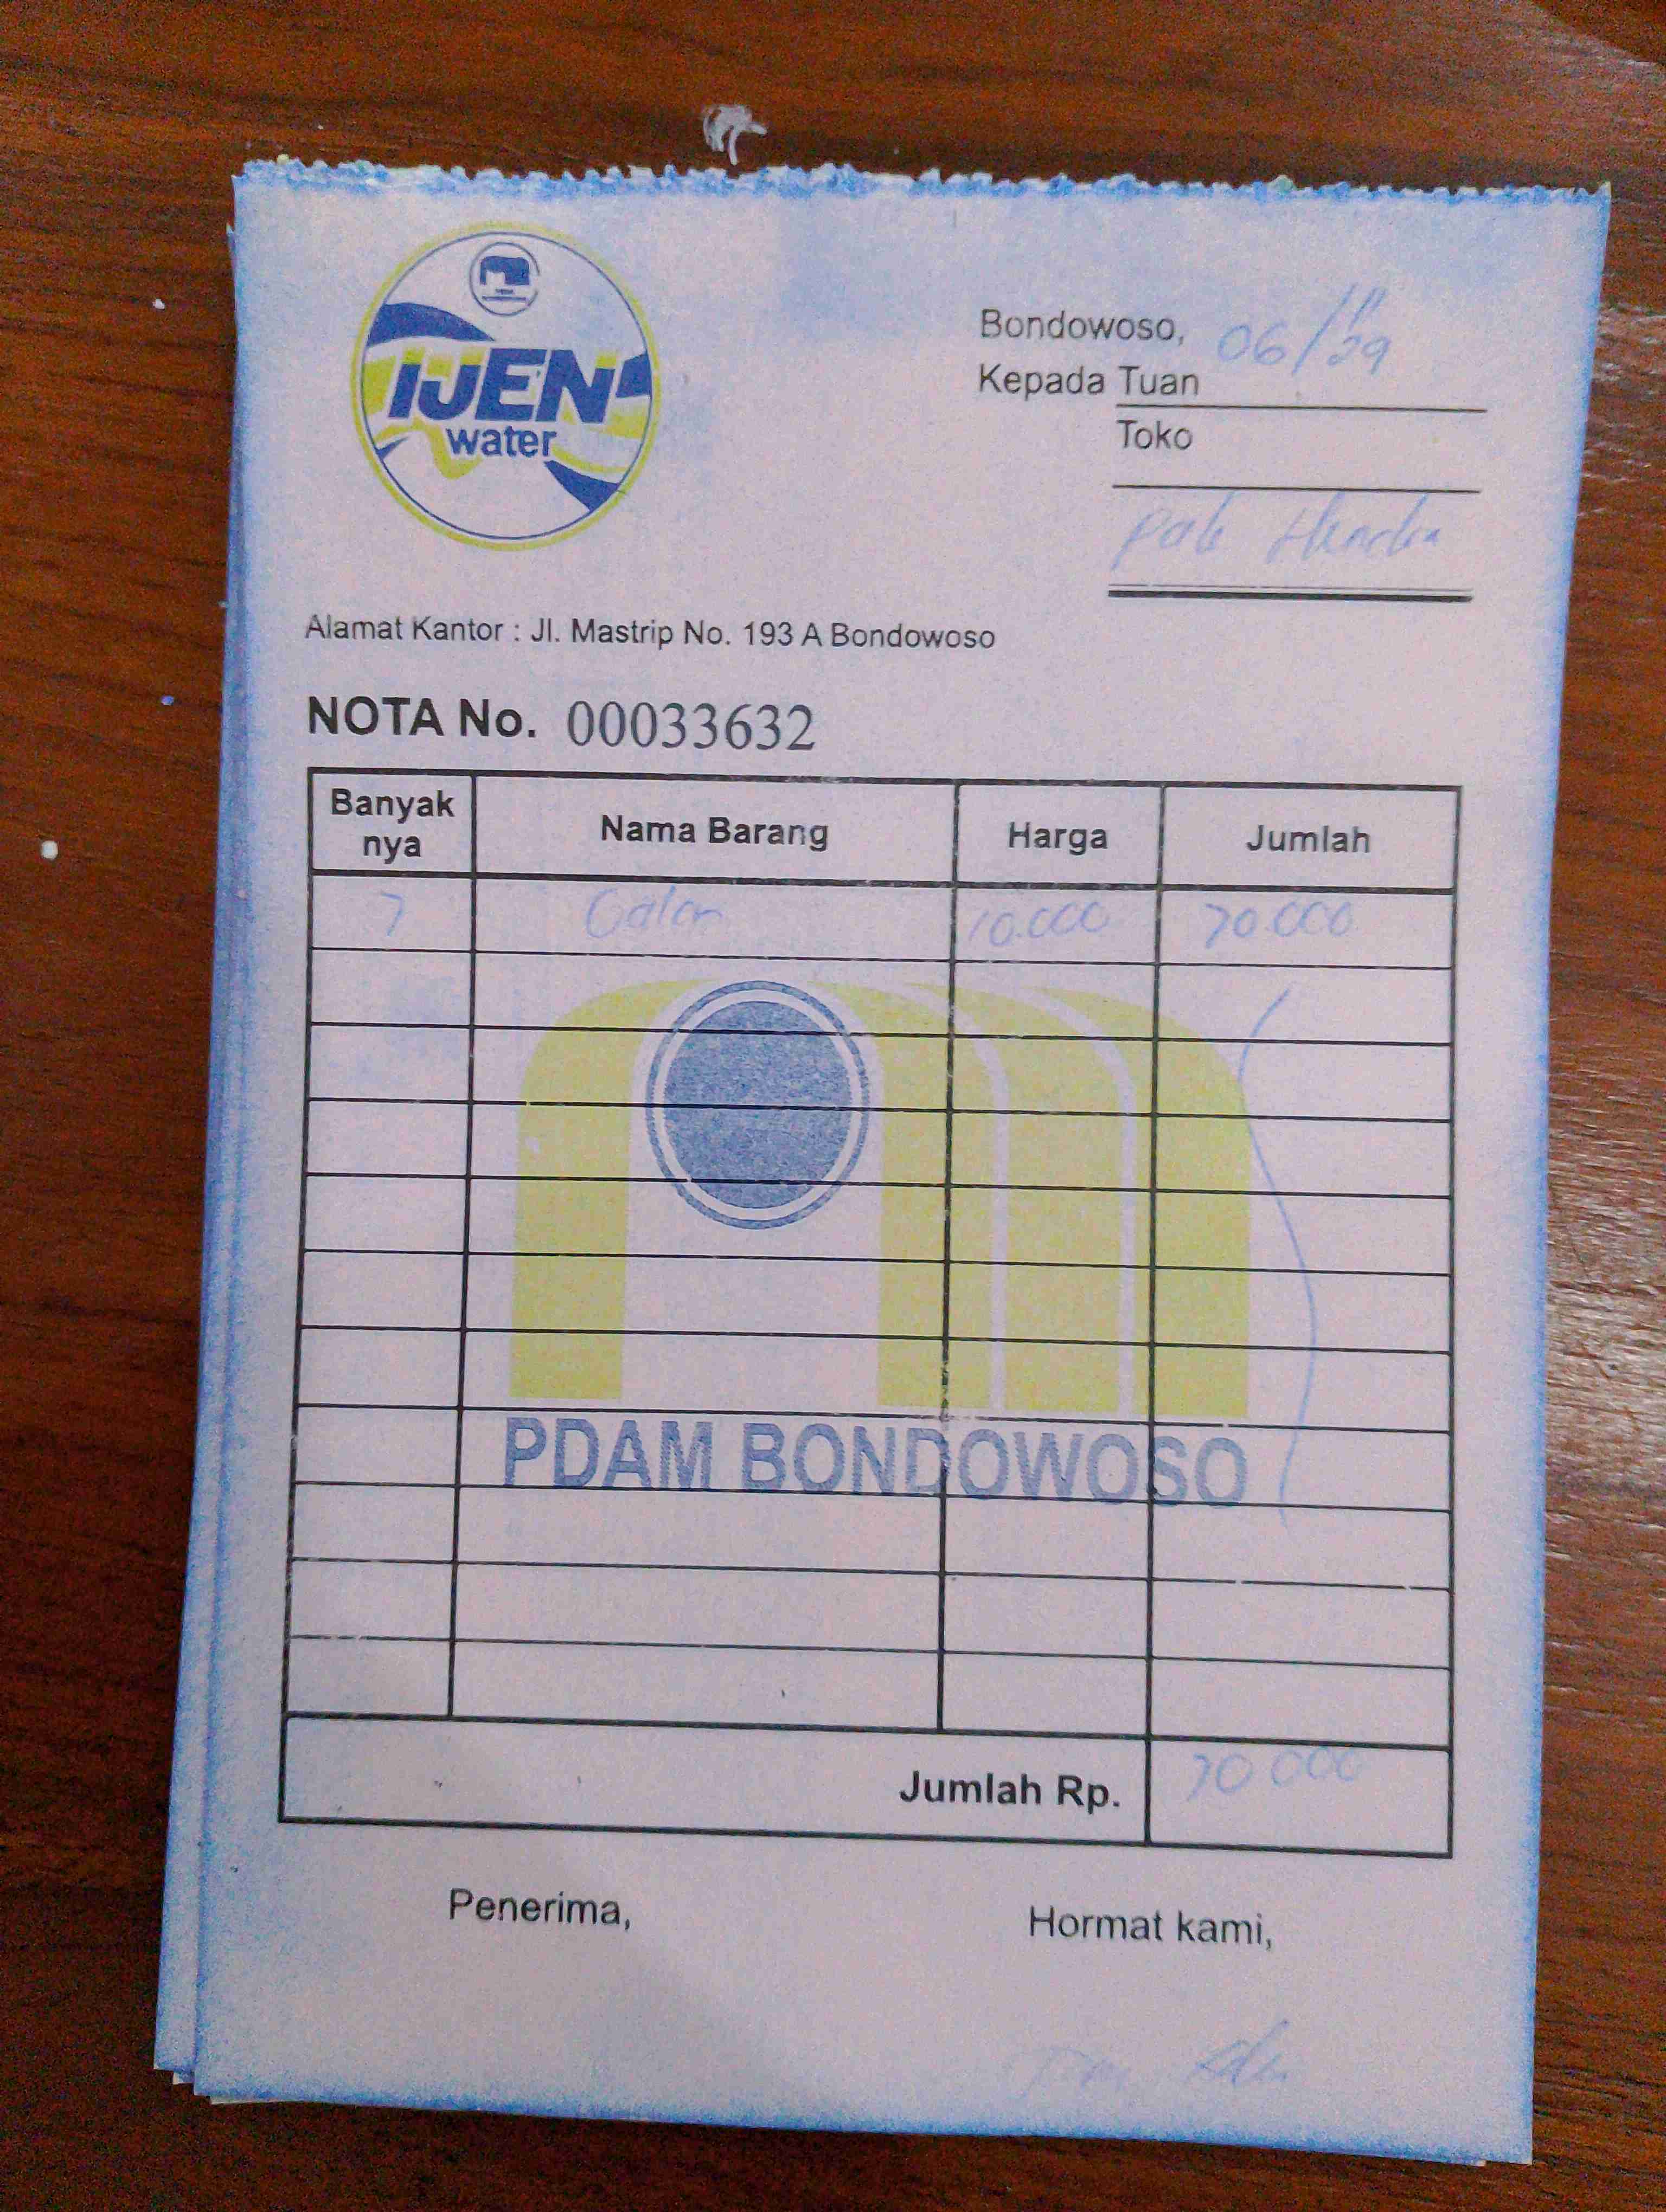 IJEN
water
Bondowoso, 06/11
Kepada Tuan
Toko
Pak Hendra
Alamat Kantor : Jl. Mastrip No. 193 A Bondowoso
NOTA No. 00033632
Banyak nya Nama Barang Harga Jumlah
7 Galon 10.000 70.000
PDAM BONDOWOSO
Jumlah Rp. 70 000
Penerima, Hormat kami,